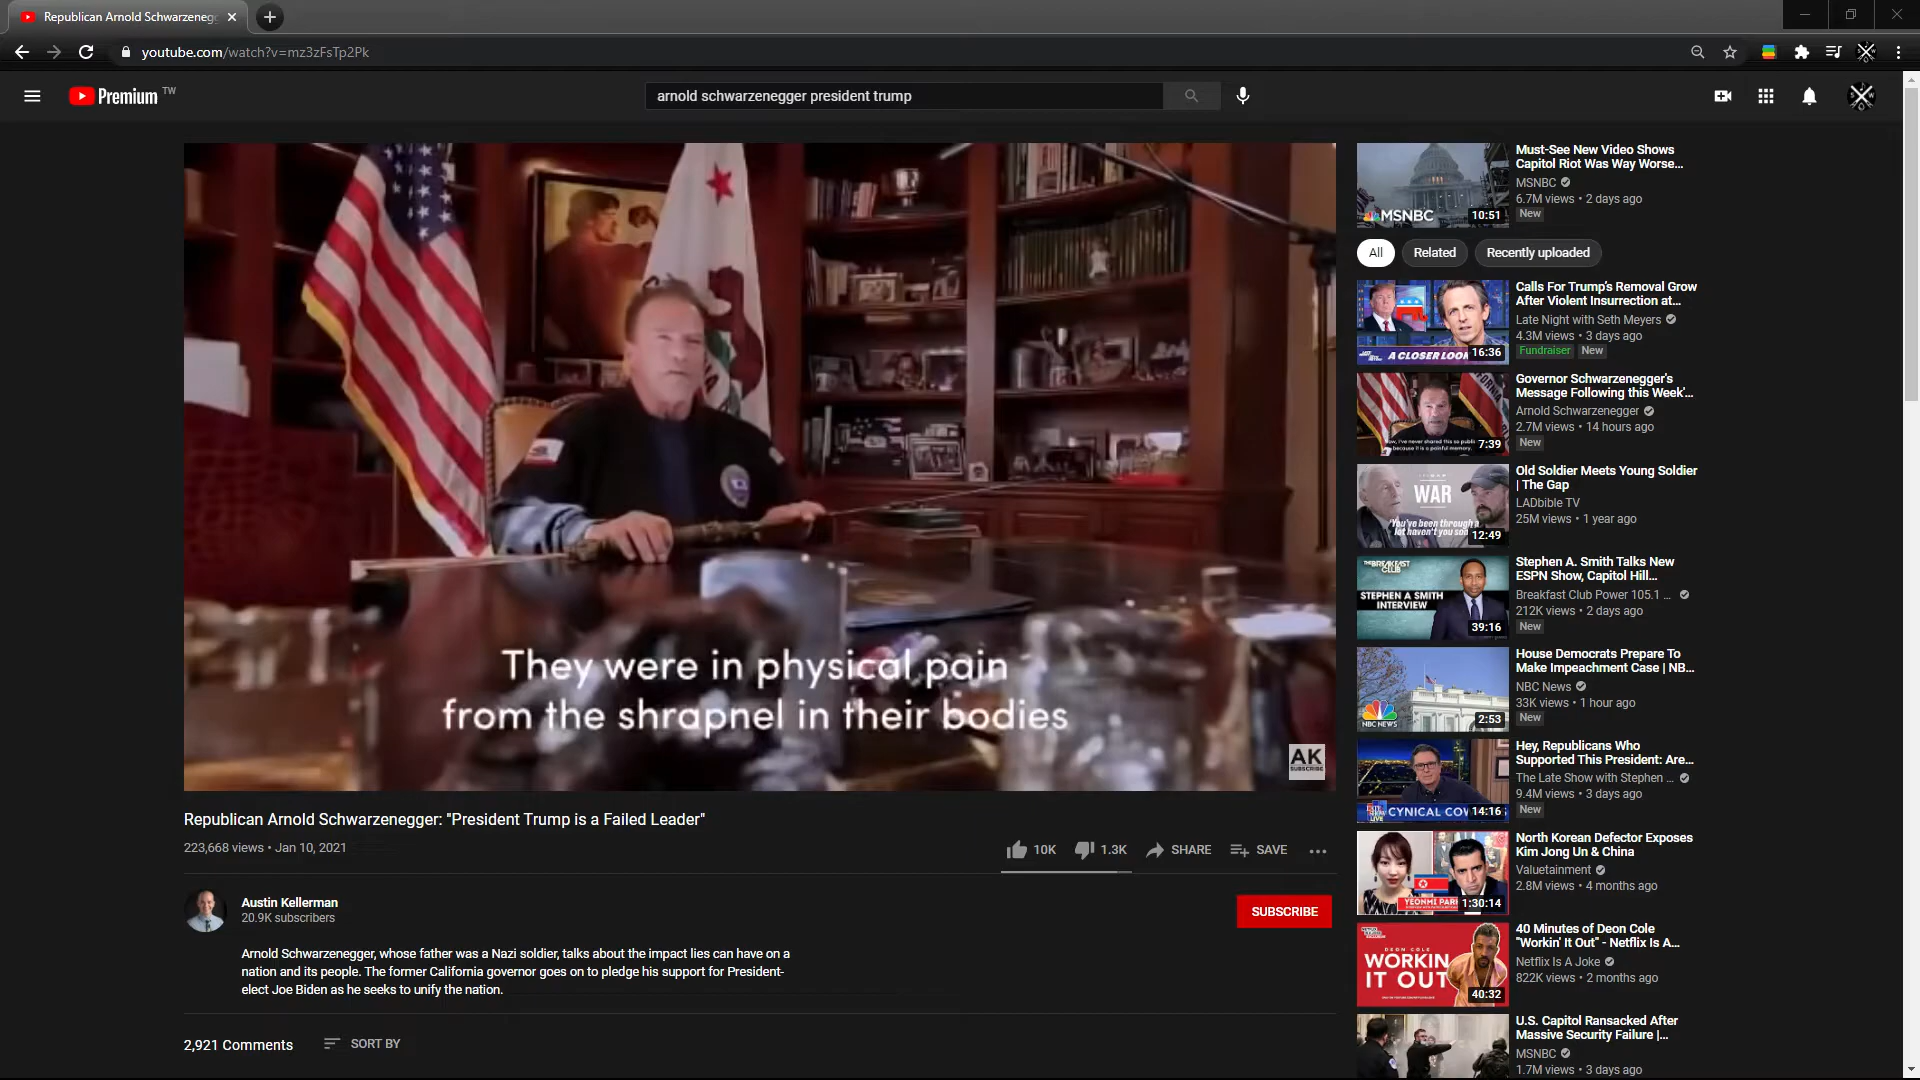 Republican Arnold Schwarzeneg
youtube.com/watch?v=mz3zFsTp2Pk
Premium TW
arnold schwarzenegger president trump
They were in physical pain
from the shrapnel in their bodies
AK
SUBSCRIBE
Republican Arnold Schwarzenegger: "President Trump is a Failed Leader"
223,668 views • Jan 10, 2021
10K
1.3K
SHARE
SAVE
Austin Kellerman
20.9K subscribers
SUBSCRIBE
Arnold Schwarzenegger, whose father was a Nazi soldier, talks about the impact lies can have on a
nation and its people. The former California governor goes on to pledge his support for President-
elect Joe Biden as he seeks to unify the nation.
2,921 Comments
SORT BY
MSNBC
10:51
Must-See New Video Shows
Capitol Riot Was Way Worse...
MSNBC
6.7M views • 2 days ago
New
All
Related
Recently uploaded
A CLOSER LOOK
16:36
Calls For Trump's Removal Grow
After Violent Insurrection at...
Late Night with Seth Meyers
4.3M views • 3 days ago
Fundraiser
New
7:39
Governor Schwarzenegger's
Message Following this Week'...
Arnold Schwarzenegger
2.7M views • 14 hours ago
New
WAR
'You've been through a
12:49
Old Soldier Meets Young Soldier
| The Gap
LADbible TV
25M views • 1 year ago
THE BREAKFAST
CLUB
STEPHEN A SMITH
INTERVIEW
39:16
Stephen A. Smith Talks New
ESPN Show, Capitol Hill...
Breakfast Club Power 105.1 ...
212K views • 2 days ago
New
NBC NEWS
2:53
House Democrats Prepare To
Make Impeachment Case | NB...
NBC News
33K views • 1 hour ago
New
LIVE
CYNICAL COW
14:16
Hey, Republicans Who
Supported This President: Are...
The Late Show with Stephen ...
9.4M views • 3 days ago
New
YEONMI PARK
1:30:14
North Korean Defector Exposes
Kim Jong Un & China
Valuetainment
2.8M views • 4 months ago
DEON COLE
WORKIN'
IT OUT
40:32
40 Minutes of Deon Cole
"Workin' It Out" - Netflix Is A...
Netflix Is A Joke
822K views • 2 months ago
U.S. Capitol Ransacked After
Massive Security Failure |...
MSNBC
1.7M views • 3 days ago